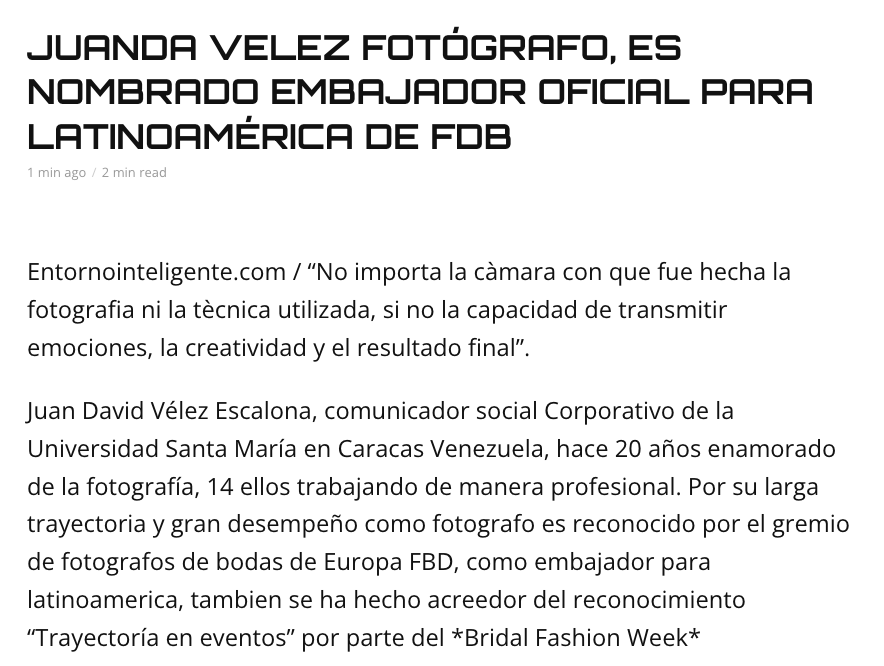 JUANDA VELEZ FOTÓGRAFO, ES
NOMBRADO EMBAJADOR OFICIAL PARA
LATINOAMÉRICA DE FDB
1 min ago / 2 min read
Entornointeligente.com / “No importa la càmara con que fue hecha la
fotografia ni la tècnica utilizada, si no la capacidad de transmitir
emociones, la creatividad y el resultado final”.
Juan David Vélez Escalona, comunicador social Corporativo de la
Universidad Santa María en Caracas Venezuela, hace 20 años enamorado
de la fotografía, 14 ellos trabajando de manera profesional. Por su larga
trayectoria y gran desempeño como fotografo es reconocido por el gremio
de fotografos de bodas de Europa FBD, como embajador para
latinoamerica, tambien se ha hecho acreedor del reconocimiento
“Trayectoría en eventos” por parte del *Bridal Fashion Week*